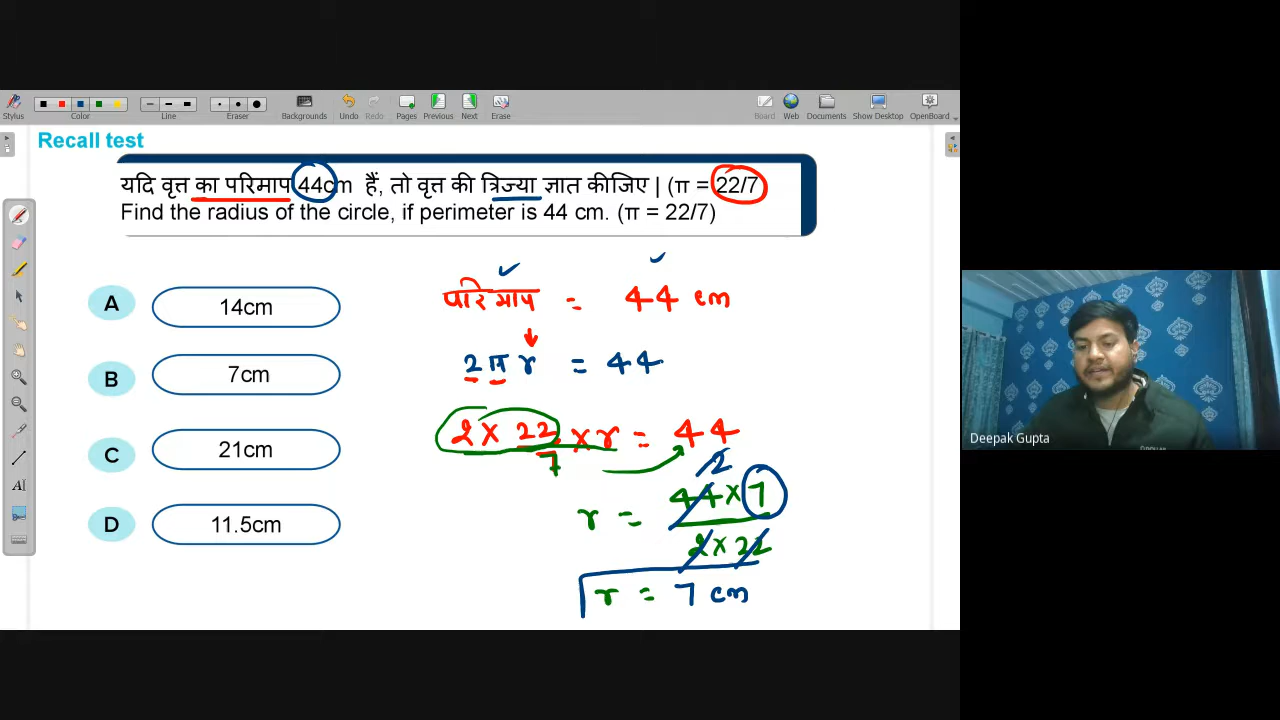 Stylus
Color
Line
Eraser
Backgrounds
Undo
Redo
Pages
Previous
Next
Erase
Board
Web
Documents
Show Desktop
OpenBoard
Recall test
यदि वृत्त का परिमाप 44cm हैं, तो वृत्त की त्रिज्या ज्ञात कीजिए | (π = 22/7
Find the radius of the circle, if perimeter is 44 cm. (π = 22/7)
A 14cm
B 7cm
C 21cm
D 11.5cm
परिमाप = 44 cm
2πr = 44
2 × 22/7 × r = 44
2
r = 44×7 / 2×22
r = 7 cm
Deepak Gupta